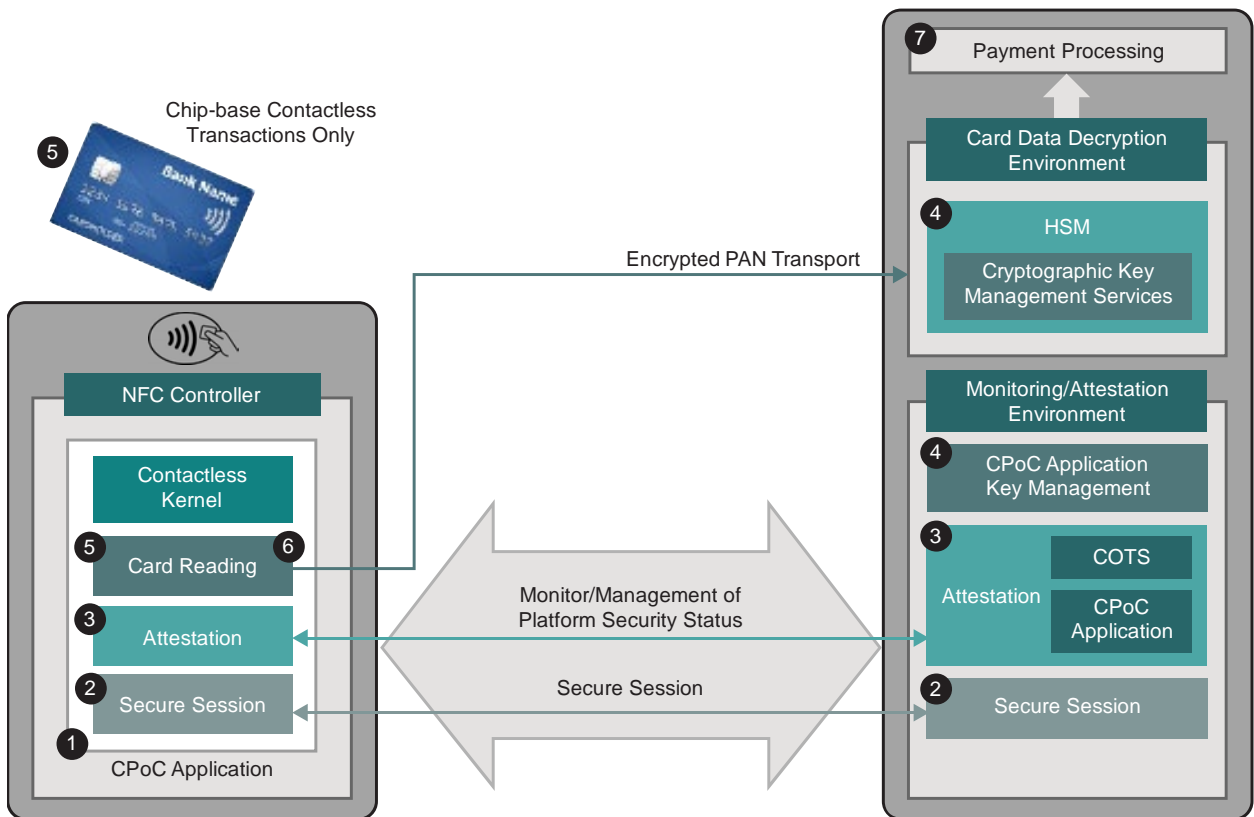 7
Payment Processing
Chip-base Contactless
Transactions Only
5
Bank Name
Card Data Decryption
Environment
4
HSM
Cryptographic Key
Management Services
Encrypted PAN Transport
NFC Controller
Contactless
Kernel
5
Card Reading
6
3
Attestation
2
Secure Session
1
CPoC Application
Monitor/Management of
Platform Security Status
Secure Session
Monitoring/Attestation
Environment
4
CPoC Application
Key Management
3
Attestation
COTS
CPoC
Application
2
Secure Session